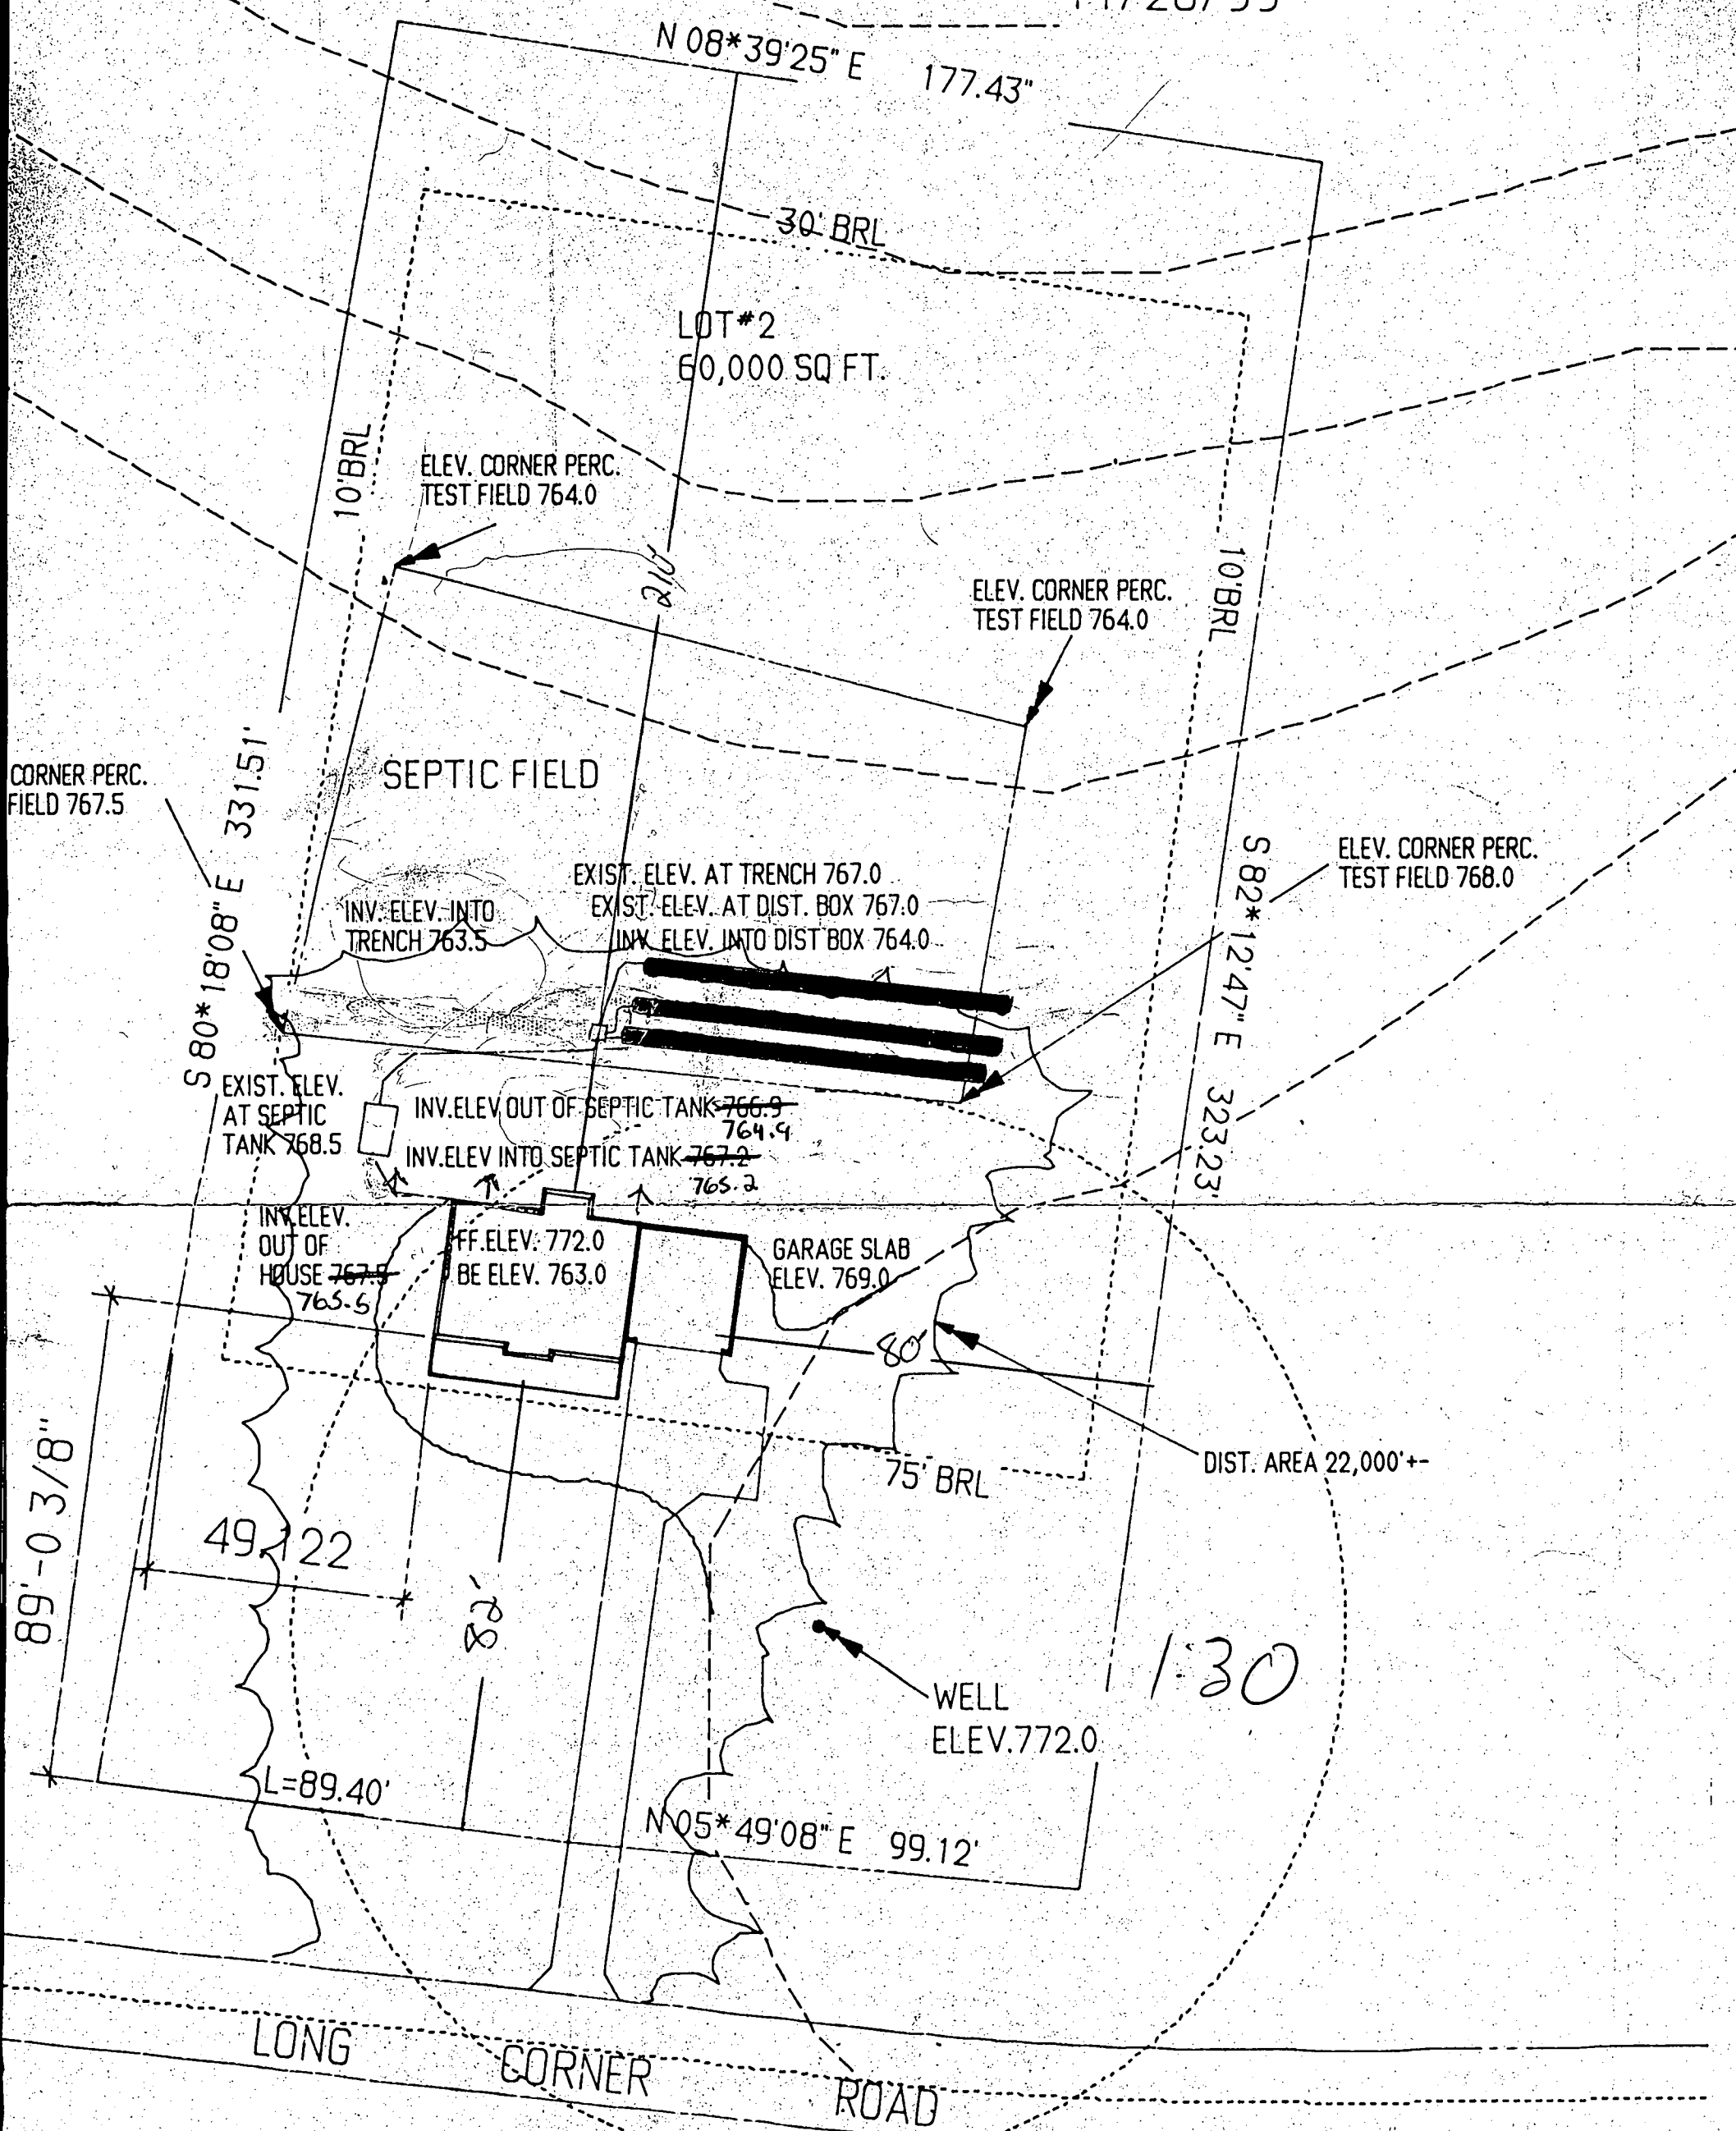 N 08*39'25" E 177.43"
30' BRL
LOT#2
60,000 SQ FT.
10'BRL
ELEV. CORNER PERC.
TEST FIELD 764.0
210'
ELEV. CORNER PERC.
TEST FIELD 764.0
10'BRL
CORNER PERC.
FIELD 767.5
S 80*18'08" E 331.51'
SEPTIC FIELD
S 82*12'47" E 323.23'
ELEV. CORNER PERC.
TEST FIELD 768.0
EXIST. ELEV. AT TRENCH 767.0
EXIST. ELEV. AT DIST. BOX 767.0
INV. ELEV. INTO DIST BOX 764.0
INV. ELEV. INTO
TRENCH 763.5
EXIST. ELEV.
AT SEPTIC
TANK 768.5
INV.ELEV OUT OF SEPTIC TANK 766.9
764.9
INV.ELEV INTO SEPTIC TANK 767.2
765.2
INV.ELEV.
OUT OF
HOUSE 767.5
765.5
FF.ELEV. 772.0
BE ELEV. 763.0
GARAGE SLAB
ELEV. 769.0
80'
DIST. AREA 22,000'+-
75' BRL
89'-0 3/8"
49.122
82'
WELL
ELEV.772.0
1:30
L=89.40'
N 05*49'08" E 99.12'
LONG CORNER ROAD